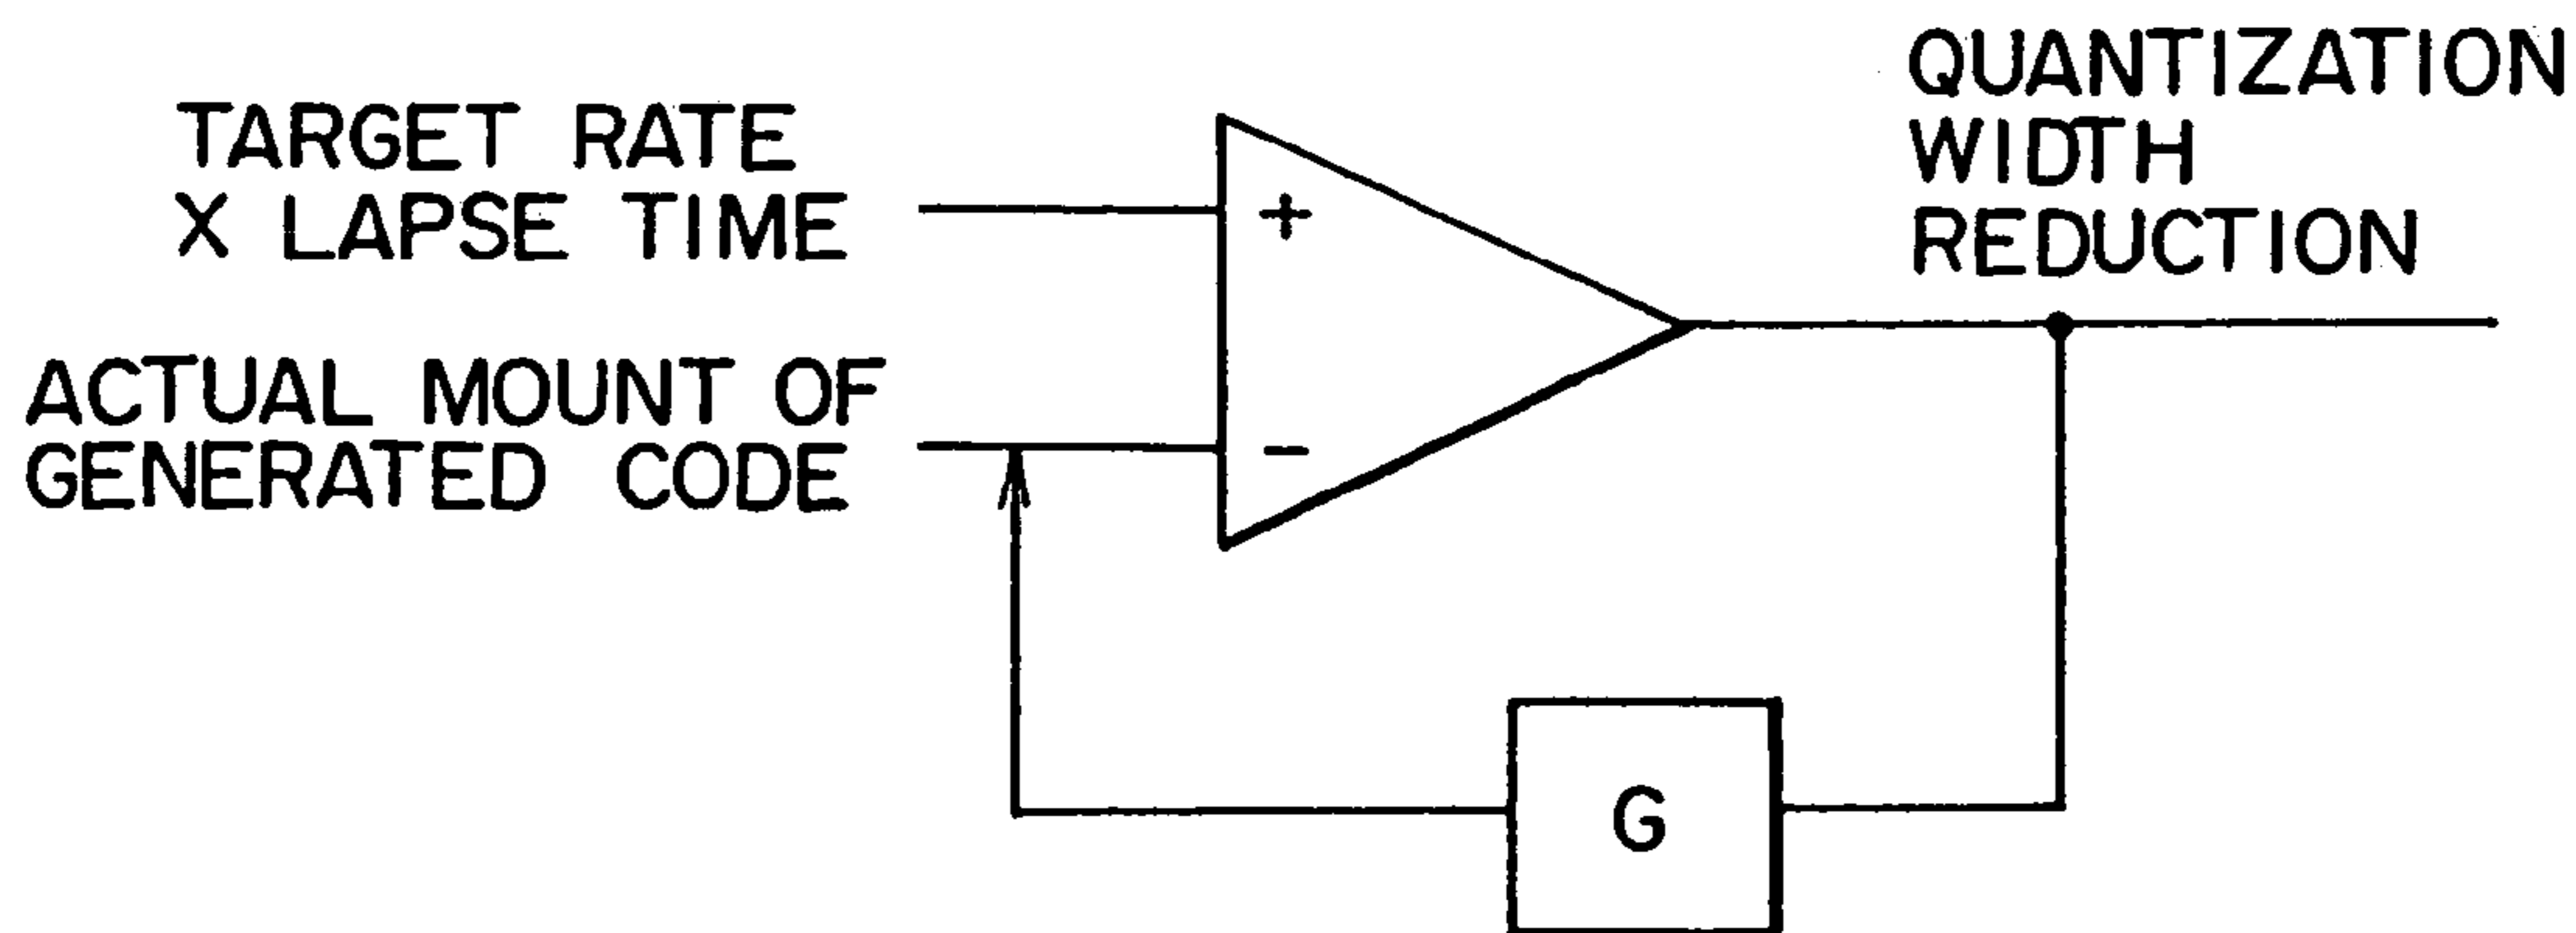 TARGET RATE
X LAPSE TIME
ACTUAL MOUNT OF
GENERATED CODE
+
-
QUANTIZATION
WIDTH
REDUCTION
G